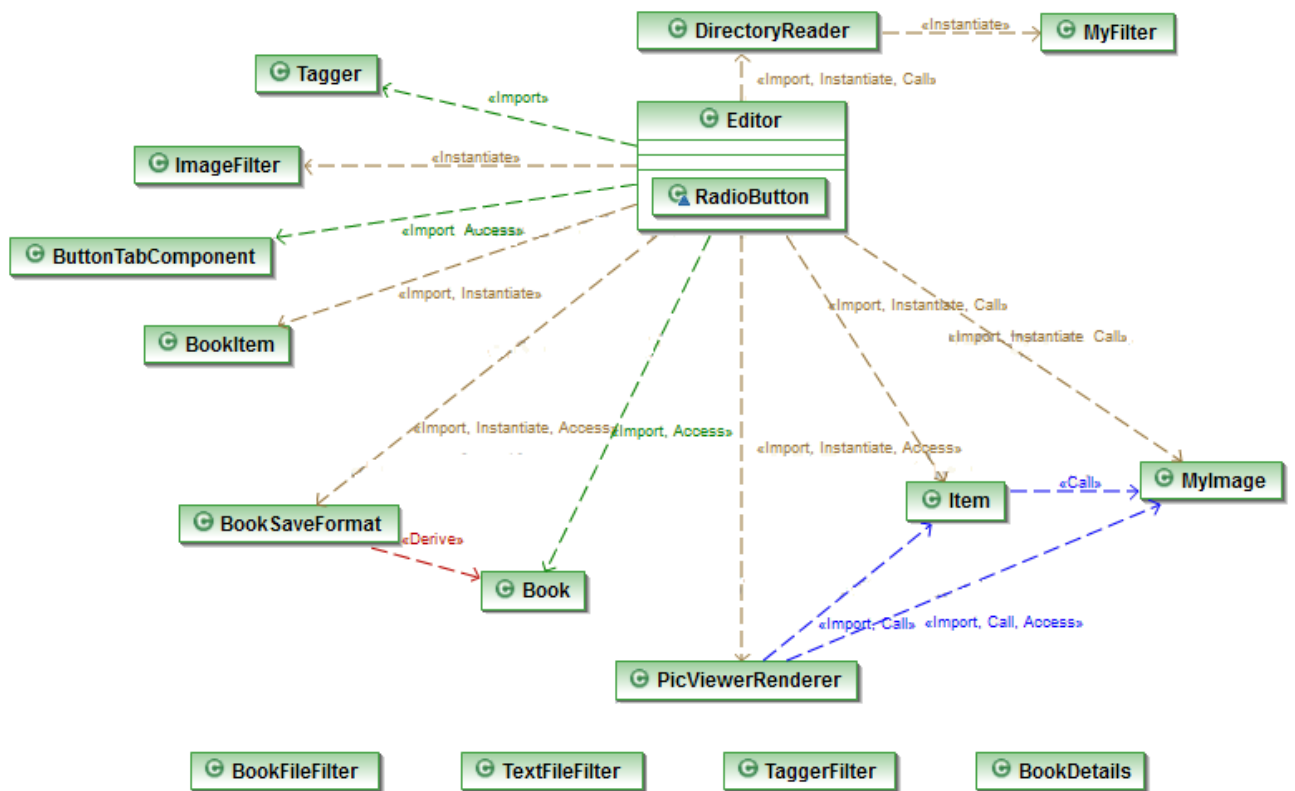 DirectoryReader
«Instantiate»
MyFilter
Tagger
«Import»
«Import, Instantiate, Call»
Editor
ImageFilter
«Instantiate»
RadioButton
ButtonTabComponent
«Import Access»
«Import, Instantiate»
BookItem
«Import, Instantiate, Call»
«Import, Instantiate Call»
«Import, Instantiate, Access»
«Import, Access»
«Import, Instantiate, Access»
BookSaveFormat
«Derive»
Book
Item
«Call»
MyImage
«Import, Call»
«Import, Call, Access»
PicViewerRenderer
BookFileFilter
TextFileFilter
TaggerFilter
BookDetails